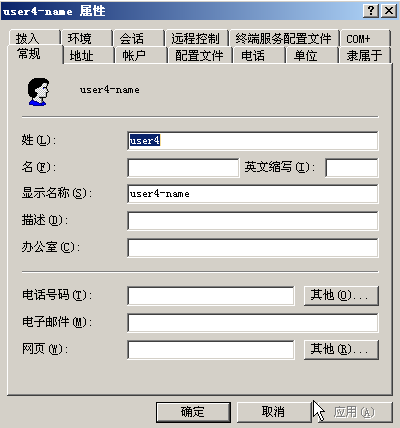 user4-name 属性
拨入 环境 会话 远程控制 终端服务配置文件 COM+
常规 地址 帐户 配置文件 电话 单位 隶属于
user4-name
姓(L): user4
名(F): 英文缩写(I):
显示名称(S): user4-name
描述(D):
办公室(C):
电话号码(T): 其他(O)...
电子邮件(M):
网页(W): 其他(R)...
确定 取消 应用(A)